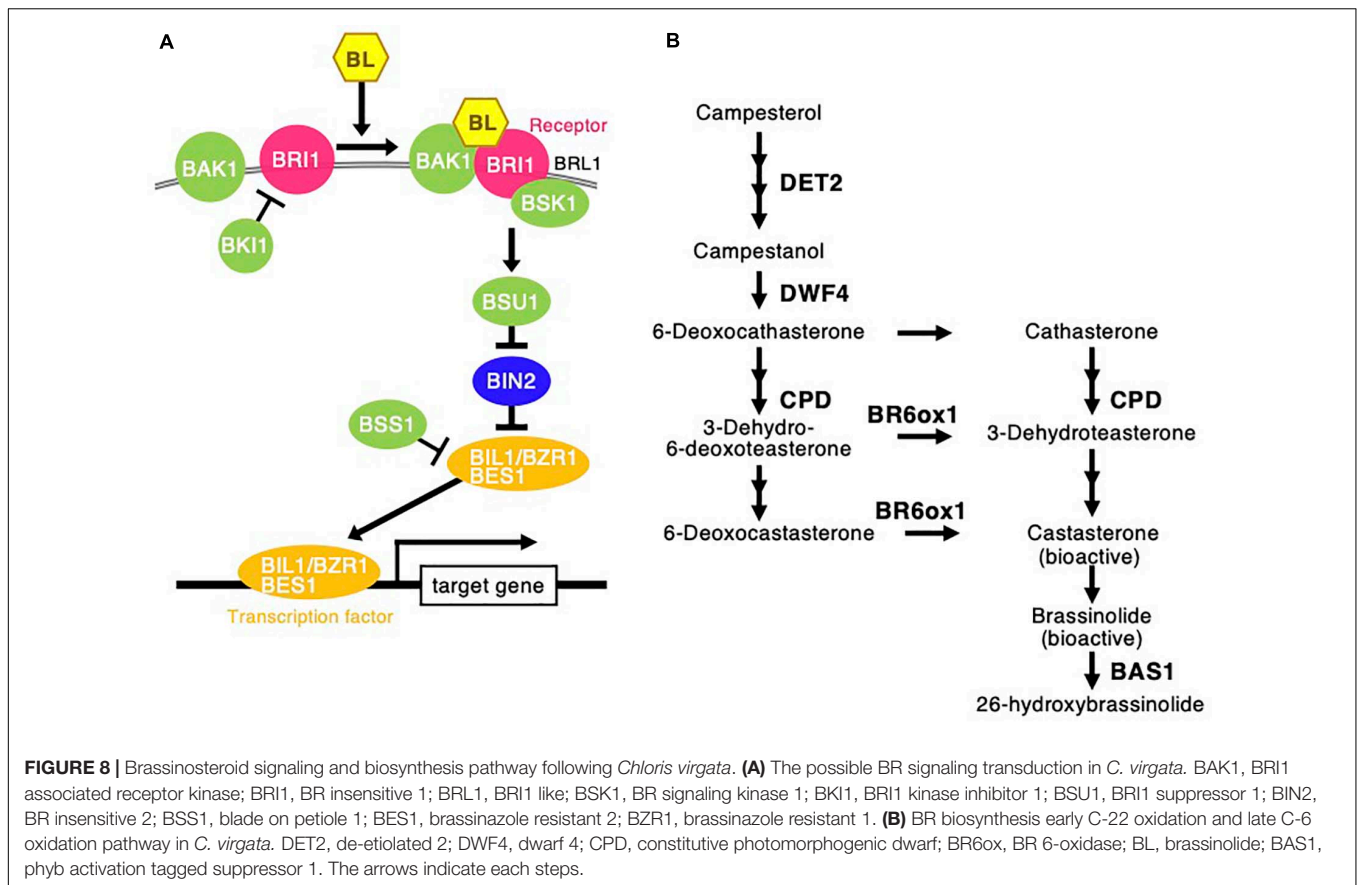 A
BL
BL
Receptor
BAK1
BRI1
BAK1
BRI1
BRL1
BSK1
BKI1
BSU1
BIN2
BSS1
BIL1/BZR1
BES1
BIL1/BZR1
BES1
target gene
Transcription factor
B
Campesterol
DET2
Campestanol
DWF4
6-Deoxocathasterone
Cathasterone
CPD
BR6ox1
CPD
3-Dehydro-
6-deoxoteasterone
3-Dehydroteasterone
BR6ox1
6-Deoxocastasterone
Castasterone
(bioactive)
Brassinolide
(bioactive)
BAS1
26-hydroxybrassinolide
FIGURE 8 | Brassinosteroid signaling and biosynthesis pathway following Chloris virgata. (A) The possible BR signaling transduction in C. virgata. BAK1, BRI1
associated receptor kinase; BRI1, BR insensitive 1; BRL1, BRI1 like; BSK1, BR signaling kinase 1; BKI1, BRI1 kinase inhibitor 1; BSU1, BRI1 suppressor 1; BIN2,
BR insensitive 2; BSS1, blade on petiole 1; BES1, brassinazole resistant 2; BZR1, brassinazole resistant 1. (B) BR biosynthesis early C-22 oxidation and late C-6
oxidation pathway in C. virgata. DET2, de-etiolated 2; DWF4, dwarf 4; CPD, constitutive photomorphogenic dwarf; BR6ox, BR 6-oxidase; BL, brassinolide; BAS1,
phyb activation tagged suppressor 1. The arrows indicate each steps.